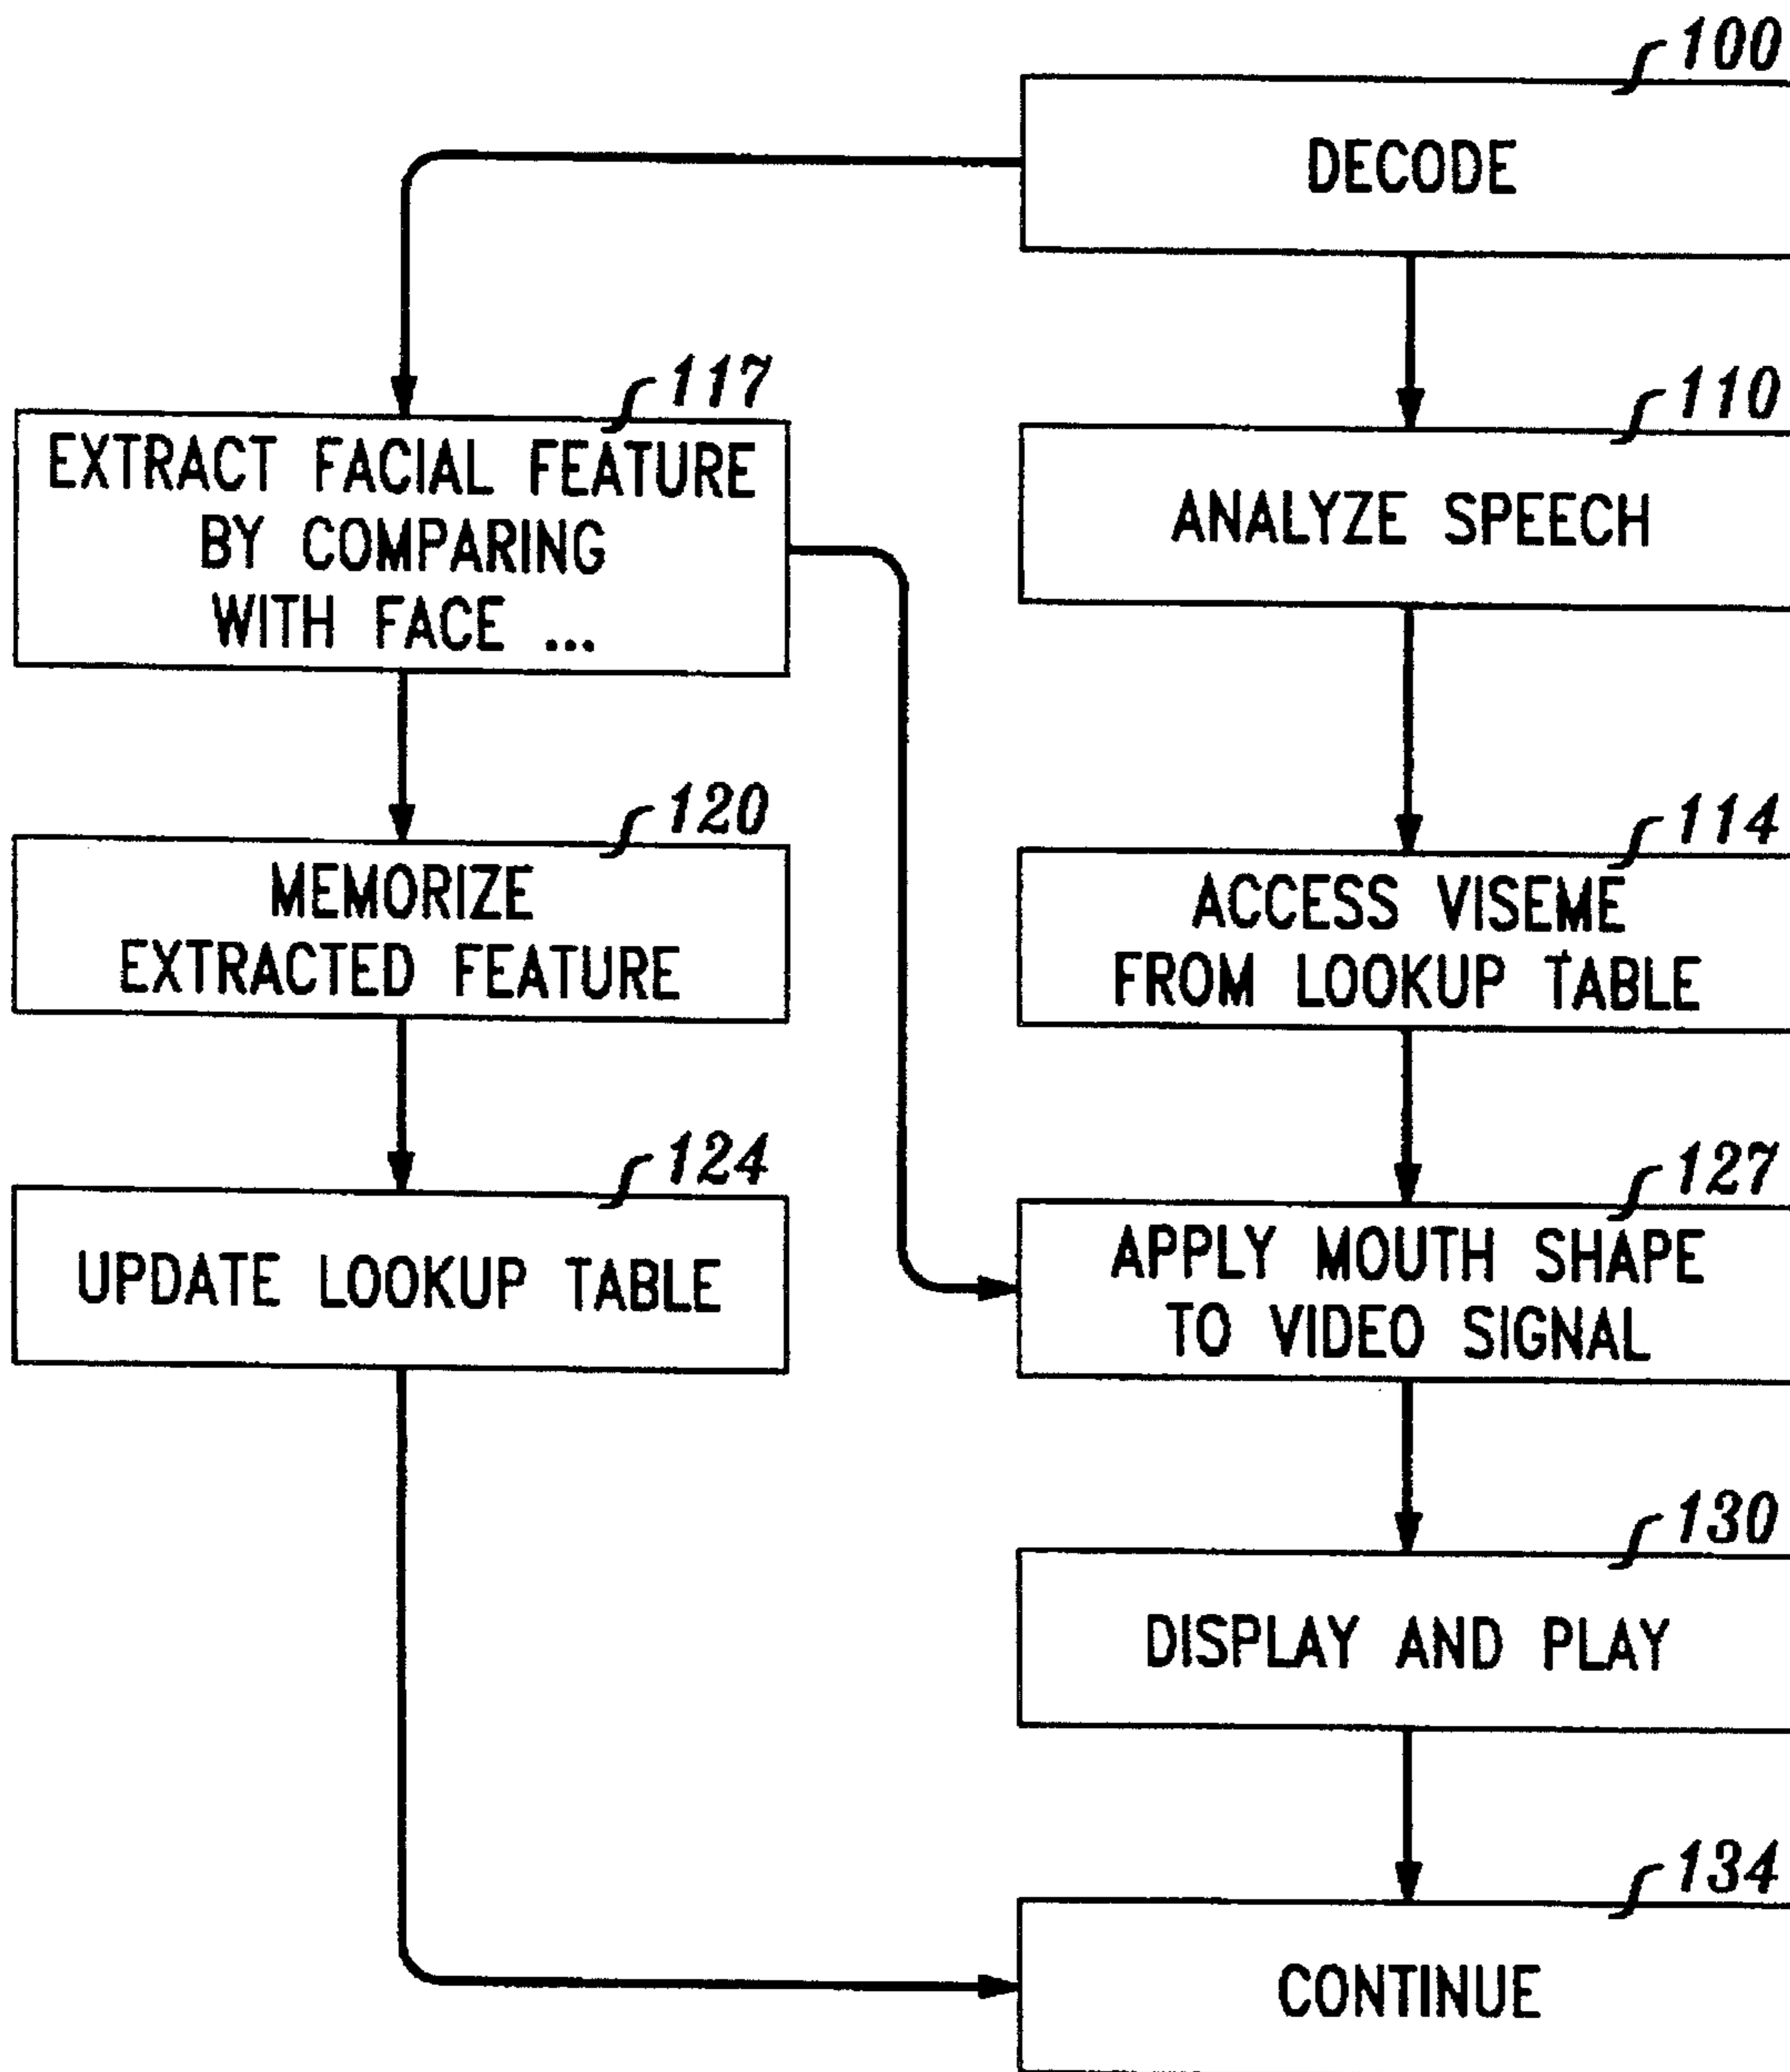 100
DECODE
117
EXTRACT FACIAL FEATURE
BY COMPARING
WITH FACE ...
110
ANALYZE SPEECH
120
MEMORIZE
EXTRACTED FEATURE
114
ACCESS VISEME
FROM LOOKUP TABLE
124
UPDATE LOOKUP TABLE
127
APPLY MOUTH SHAPE
TO VIDEO SIGNAL
130
DISPLAY AND PLAY
134
CONTINUE